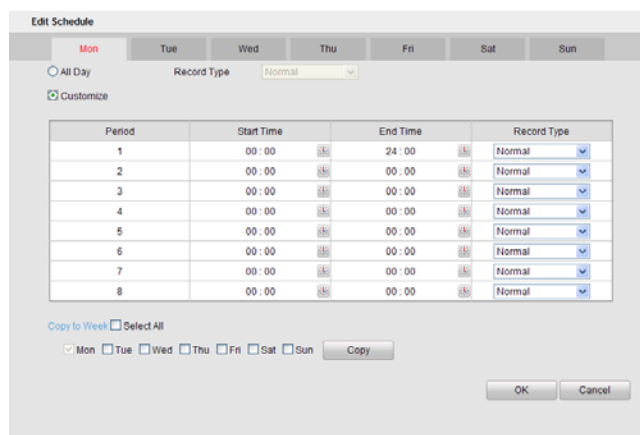 Edit Schedule
Mon Tue Wed Thu Fri Sat Sun
All Day Record Type Normal
Customize
Period Start Time End Time Record Type
1 00 : 00 24 : 00 Normal
2 00 : 00 00 : 00 Normal
3 00 : 00 00 : 00 Normal
4 00 : 00 00 : 00 Normal
5 00 : 00 00 : 00 Normal
6 00 : 00 00 : 00 Normal
7 00 : 00 00 : 00 Normal
8 00 : 00 00 : 00 Normal
Copy to Week Select All
Mon Tue Wed Thu Fri Sat Sun Copy
OK Cancel